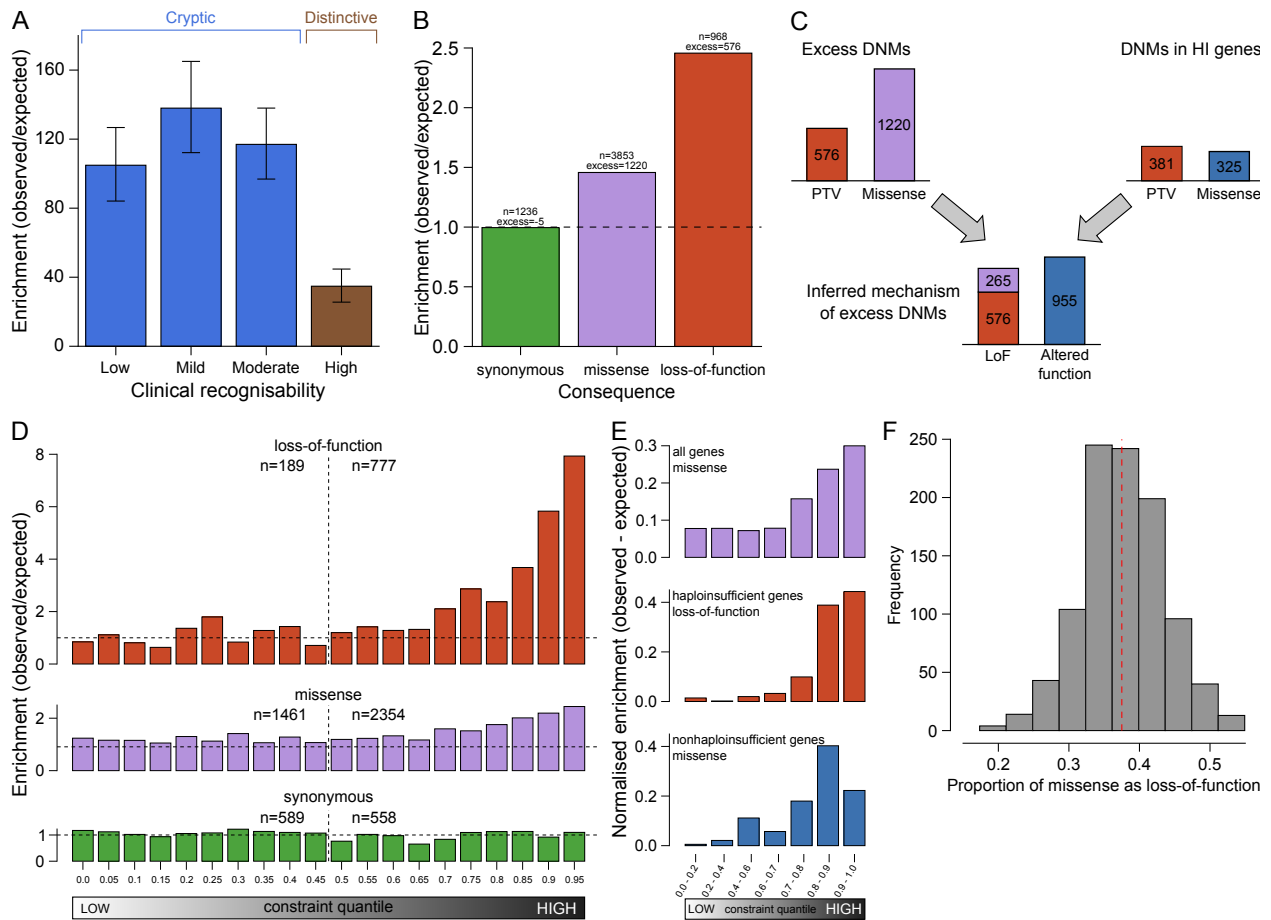 A
Cryptic
Distinctive
Enrichment (observed/expected)
160
120
80
40
0
Low
Mild
Moderate
High
Clinical recognisability
B
Enrichment (observed/expected)
2.5
2.0
1.5
1.0
0.5
0.0
n=1236
excess=-5
n=3853
excess=1220
n=968
excess=576
synonymous
missense
loss-of-function
Consequence
C
Excess DNMs
DNMs in HI genes
576
1220
PTV
Missense
381
325
PTV
Missense
Inferred mechanism
of excess DNMs
265
576
955
LoF
Altered
function
D
Enrichment (observed/expected)
loss-of-function
n=189
n=777
8
6
4
2
0
missense
n=1461
n=2354
2
1
0
synonymous
n=589
n=558
1
0
0.0
0.05
0.1
0.15
0.2
0.25
0.3
0.35
0.4
0.45
0.5
0.55
0.6
0.65
0.7
0.75
0.8
0.85
0.9
0.95
LOW
constraint quantile
HIGH
E
Normalised enrichment (observed - expected)
all genes
missense
0.3
0.2
0.1
0.0
haploinsufficient genes
loss-of-function
0.4
0.2
0.0
nonhaploinsufficient genes
missense
0.4
0.2
0.0
0.0 - 0.2
0.2 - 0.4
0.4 - 0.6
0.6 - 0.7
0.7 - 0.8
0.8 - 0.9
0.9 - 1.0
LOW
constraint quantile
HIGH
F
Frequency
250
200
150
100
50
0
0.2
0.3
0.4
0.5
Proportion of missense as loss-of-function